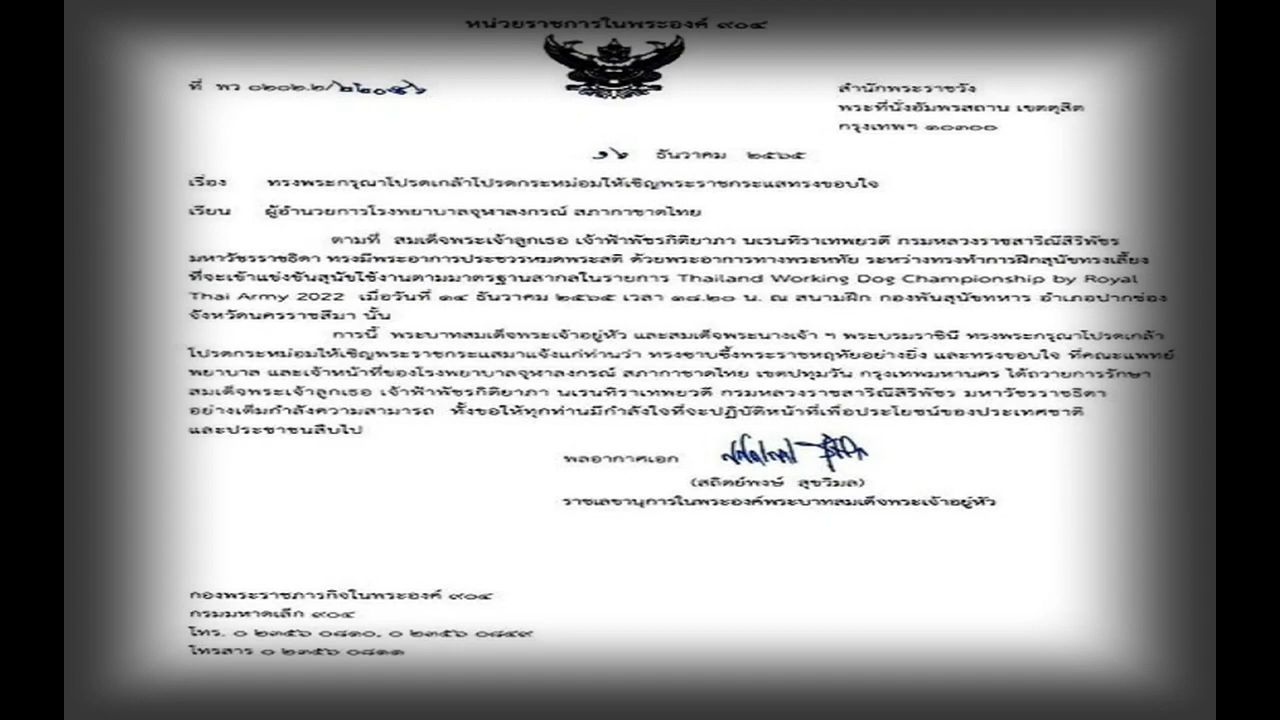 หน่วยราชการในพระองค์ ๙๐๔
ที่ พว ๐๒๐๒.๒/
สำนักพระราชวัง
พระที่นั่งอัมพรสถาน เขตดุสิต
กรุงเทพฯ ๑๐๓๐๐
๑๖ ธันวาคม ๒๕๖๕
เรื่อง ทรงพระกรุณาโปรดเกล้าโปรดกระหม่อมให้เชิญพระราชกระแสทรงขอบใจ
เรียน ผู้อำนวยการโรงพยาบาลจุฬาลงกรณ์ สภากาชาดไทย
ตามที่ สมเด็จพระเจ้าลูกเธอ เจ้าฟ้าพัชรกิติยาภา นเรนทิราเทพยวดี กรมหลวงราชสาริณีสิริพัชร
มหาวัชรราชธิดา ทรงมีพระอาการประชวรหมดพระสติ ด้วยพระอาการทางพระหทัย ระหว่างทรงทำการฝึกสุนัขทรงเลี้ยง
ที่จะเข้าแข่งขันสุนัขใช้งานตามมาตรฐานสากลในรายการ Thailand Working Dog Championship by Royal
Thai Army 2022 เมื่อวันที่ ๑๔ ธันวาคม ๒๕๖๕ เวลา ๑๘.๒๐ น. ณ สนามฝึก กองพันสุนัขทหาร อำเภอปากช่อง
จังหวัดนครราชสีมา นั้น
การนี้ พระบาทสมเด็จพระเจ้าอยู่หัว และสมเด็จพระนางเจ้า ฯ พระบรมราชินี ทรงพระกรุณาโปรดเกล้า
โปรดกระหม่อมให้เชิญพระราชกระแสมาแจ้งแก่ท่านว่า ทรงซาบซึ้งพระราชหฤทัยอย่างยิ่ง และทรงขอบใจ ที่คณะแพทย์
พยาบาล และเจ้าหน้าที่ของโรงพยาบาลจุฬาลงกรณ์ สภากาชาดไทย เขตปทุมวัน กรุงเทพมหานคร ได้ถวายการรักษา
สมเด็จพระเจ้าลูกเธอ เจ้าฟ้าพัชรกิติยาภา นเรนทิราเทพยวดี กรมหลวงราชสาริณีสิริพัชร มหาวัชรราชธิดา
อย่างเต็มกำลังความสามารถ ทั้งขอให้ทุกท่านมีกำลังใจที่จะปฏิบัติหน้าที่เพื่อประโยชน์ของประเทศชาติ
และประชาชนสืบไป
พลอากาศเอก
(สถิตย์พงษ์ สุขวิมล)
ราชเลขานุการในพระองค์พระบาทสมเด็จพระเจ้าอยู่หัว
กองพระราชภารกิจในพระองค์ ๙๐๔
กรมมหาดเล็ก ๙๐๔
โทร. ๐ ๒๓๕๖ ๐๘๑๐, ๐ ๒๓๕๖ ๐๘๔๙
โทรสาร ๐ ๒๓๕๖ ๐๘๑๑